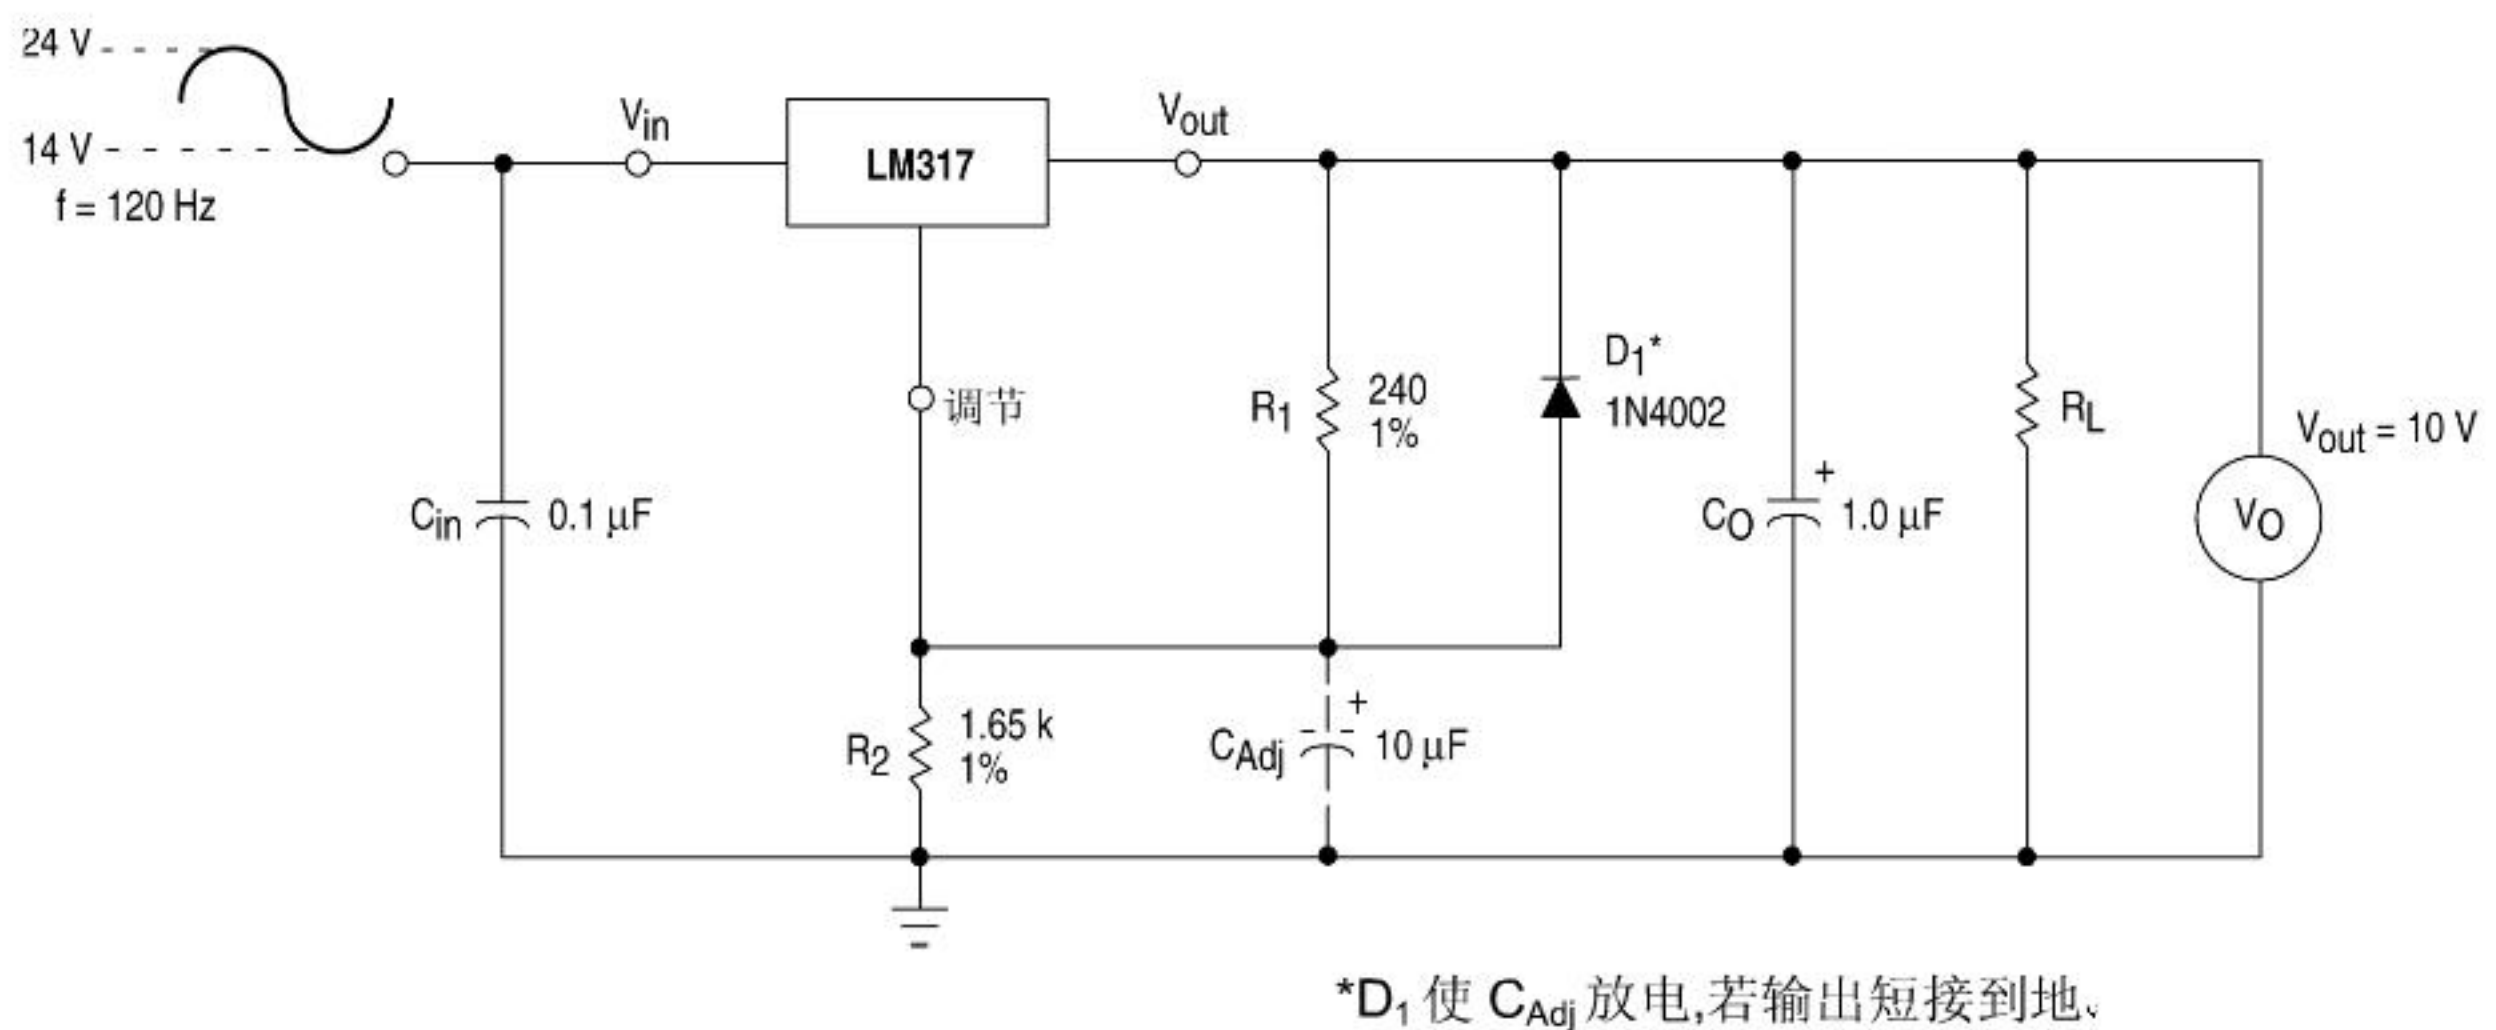 24 V
14 V
f = 120 Hz
Vin
LM317
Vout
调节
R1
240
1%
D1*
1N4002
RL
Vout = 10 V
Cin
0.1 µF
CO
+
1.0 µF
VO
R2
1.65 k
1%
CAdj
+
10 µF
*D1 使 CAdj 放电,若输出短接到地。